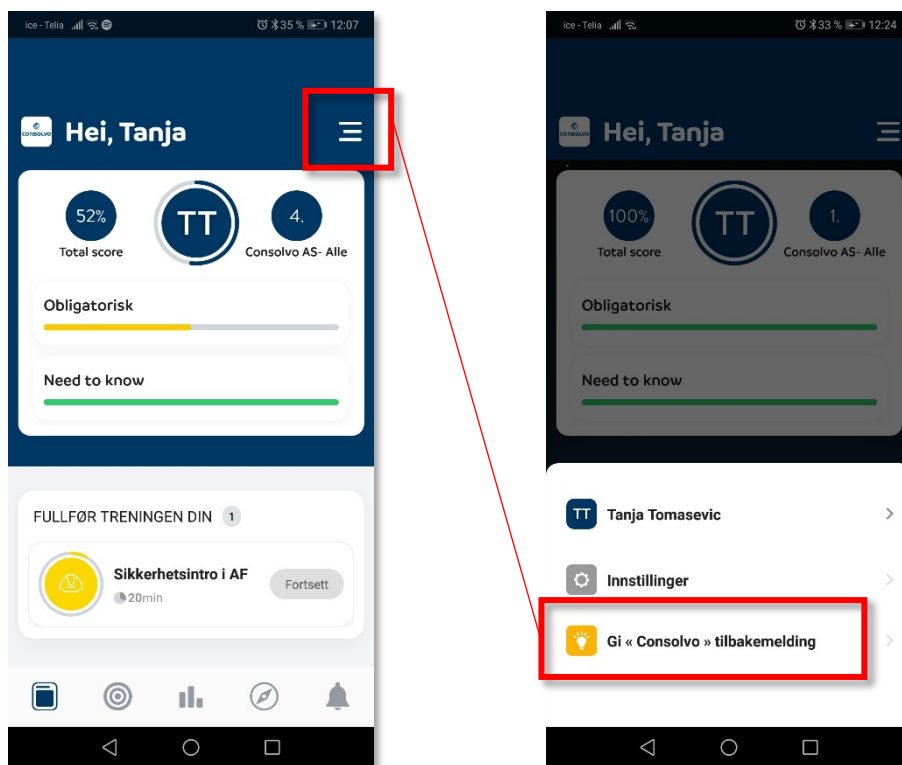 ice - Telia 35 % 12:07
CONSOLVO Hei, Tanja
52% TT 4.
Total score Consolvo AS- Alle
Obligatorisk
Need to know
FULLFØR TRENINGEN DIN 1
Sikkerhetsintro i AF
20min
Fortsett
ice - Telia 33 % 12:24
CONSOLVO Hei, Tanja
100% TT 1.
Total score Consolvo AS- Alle
Obligatorisk
Need to know
TT Tanja Tomasevic
Innstillinger
Gi « Consolvo » tilbakemelding